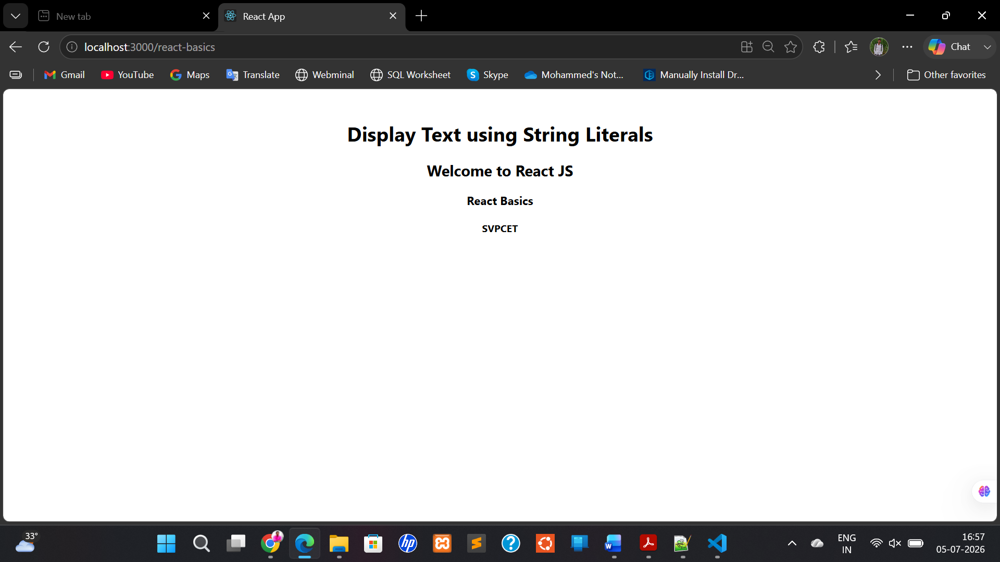 New tab
React App
localhost:3000/react-basics
Chat
Gmail
YouTube
Maps
Translate
Webminal
SQL Worksheet
Skype
Mohammed's Not...
Manually Install Dr...
Other favorites
Display Text using String Literals
Welcome to React JS
React Basics
SVPCET
33°
ENG
IN
16:57
05-07-2026